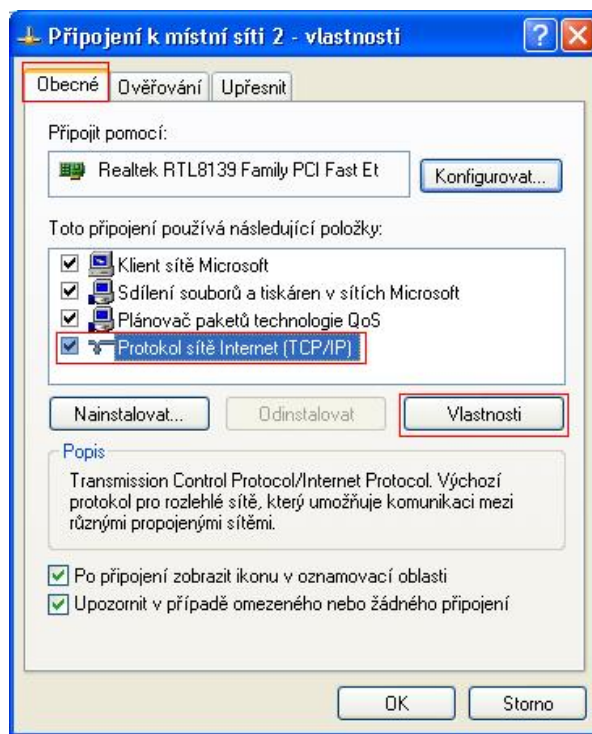 Připojení k místní síti 2 - vlastnosti
Obecné Ověřování Upřesnit
Připojit pomocí:
Realtek RTL8139 Family PCI Fast Et Konfigurovat...
Toto připojení používá následující položky:
Klient sítě Microsoft
Sdílení souborů a tiskáren v sítích Microsoft
Plánovač paketů technologie QoS
Protokol sítě Internet (TCP/IP)
Nainstalovat... Odinstalovat Vlastnosti
Popis
Transmission Control Protocol/Internet Protocol. Výchozí
protokol pro rozlehlé sítě, který umožňuje komunikaci mezi
různými propojenými sítěmi.
Po připojení zobrazit ikonu v oznamovací oblasti
Upozornit v případě omezeného nebo žádného připojení
OK Storno